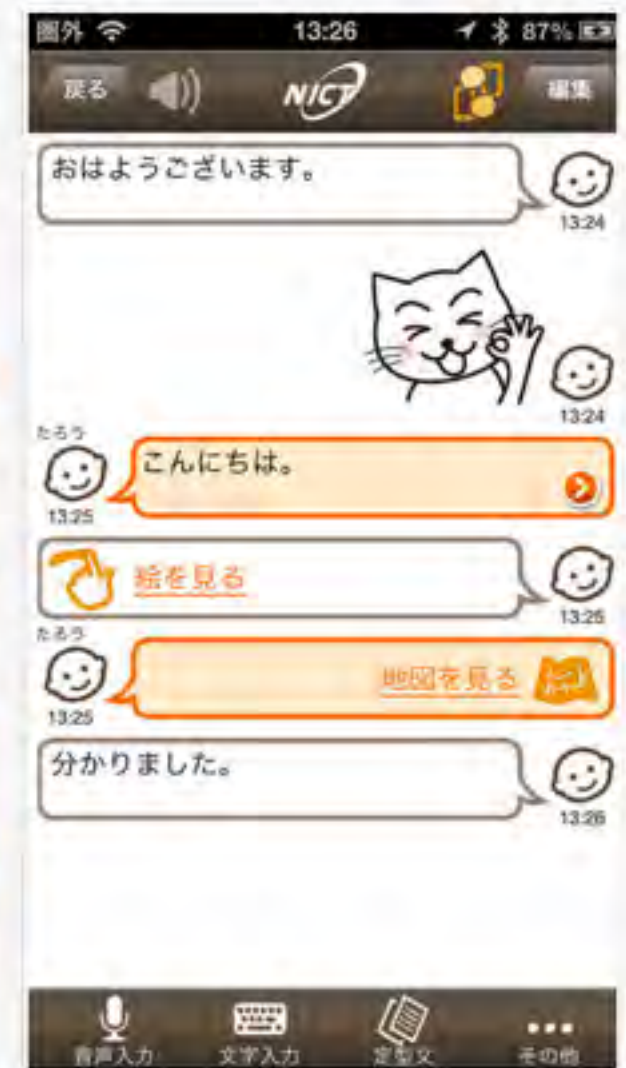 圏外 13:26 87%
戻る NICT 編集
おはようございます。
13:24
13:24
たろう
こんにちは。
13:25
絵を見る
13:25
たろう
地図を見る
13:25
分かりました。
13:26
音声入力 文字入力 定型文 その他